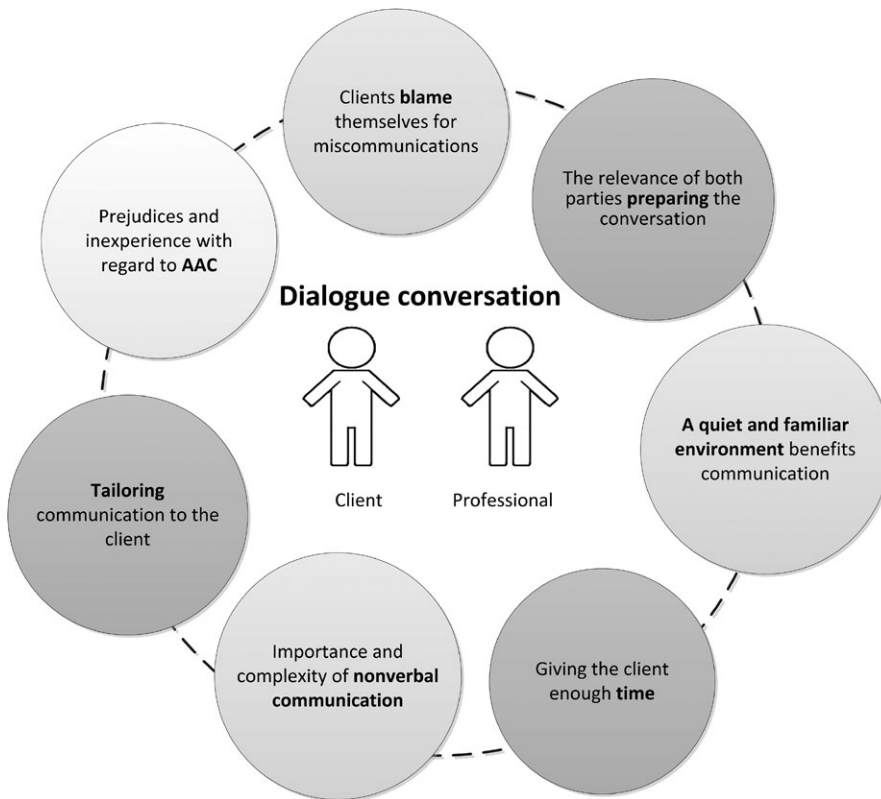 Clients blame
themselves for
miscommunications
The relevance of both
parties preparing the
conversation
Prejudices and
inexperience with
regard to AAC
Dialogue conversation
A quiet and familiar
environment benefits
communication
Client
Professional
Tailoring
communication to the
client
Importance and
complexity of nonverbal
communication
Giving the client
enough time